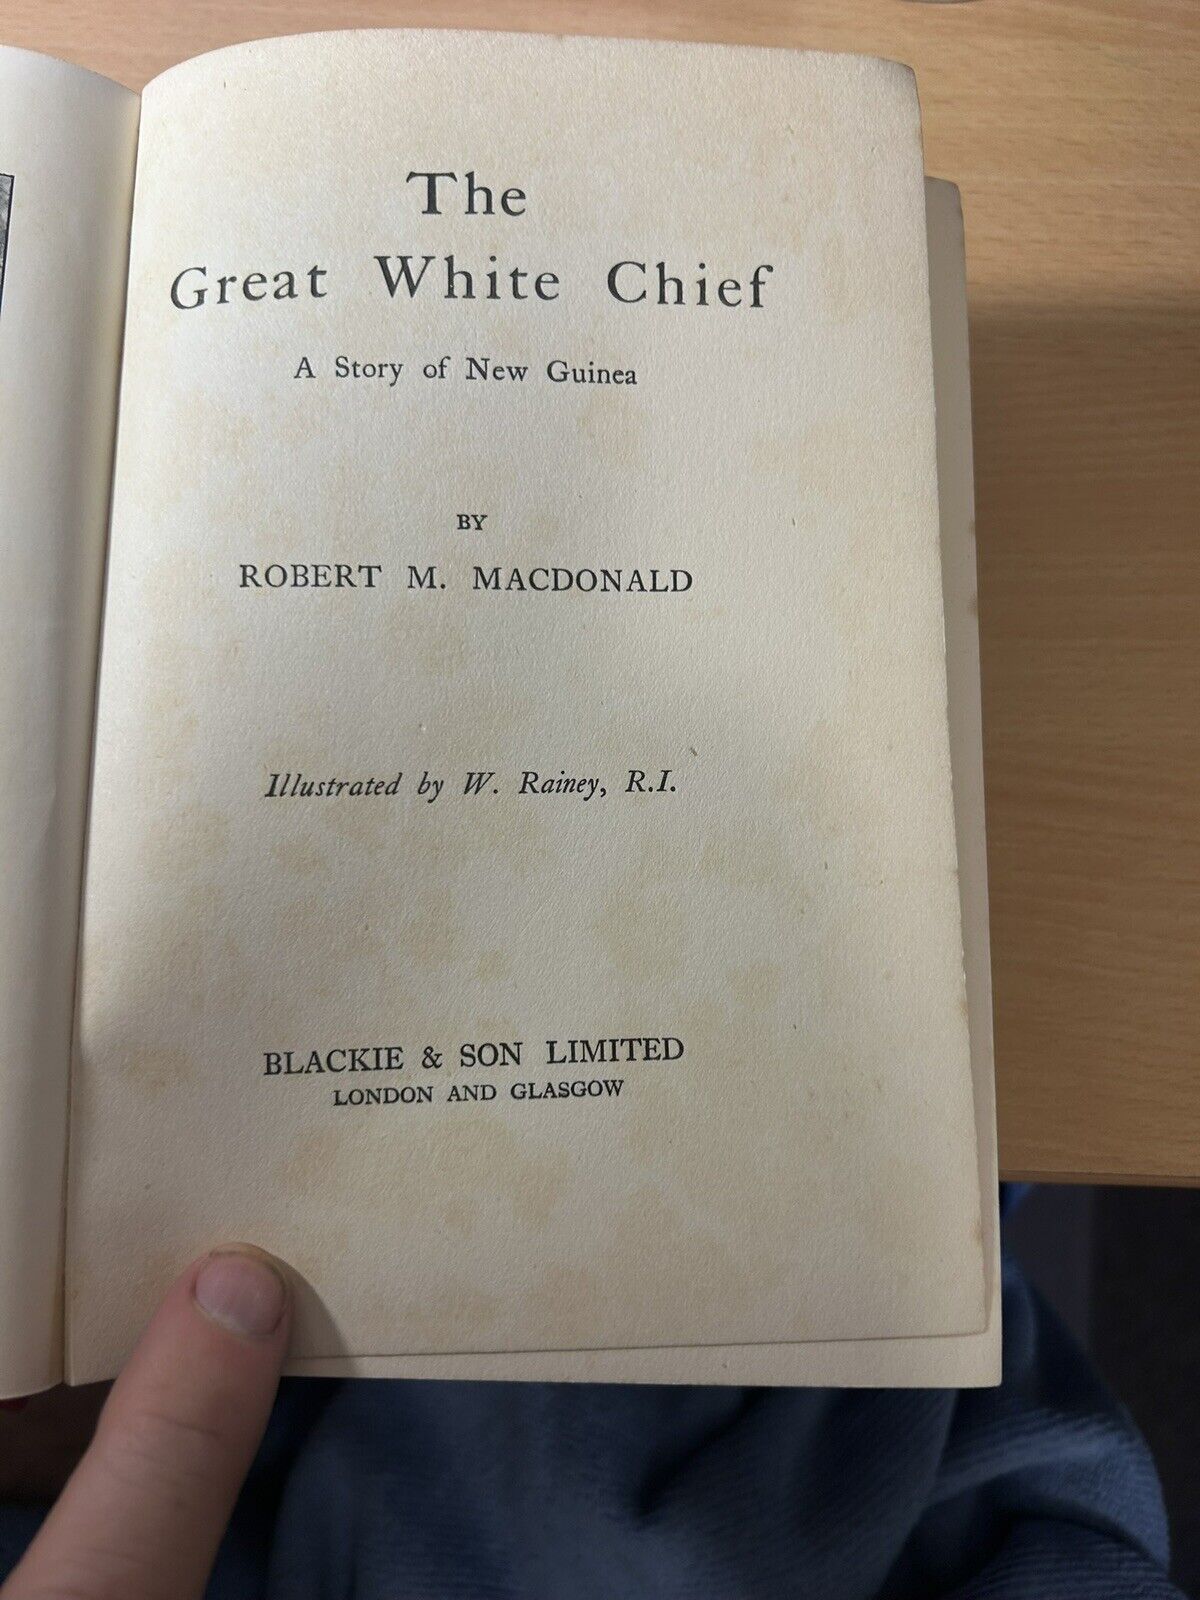 The
Great White Chief
A Story of New Guinea
BY
ROBERT M. MACDONALD
Illustrated by W. Rainey, R.I.
BLACKIE & SON LIMITED
LONDON AND GLASGOW